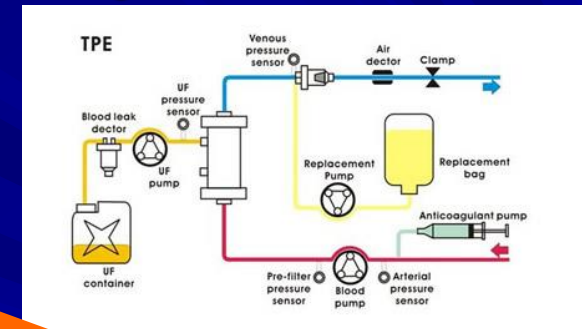 TPE
Venous
pressure
sensor
Air
dector
Clamp
UF
pressure
sensor
Blood leak
dector
UF
pump
Replacement
Pump
Replacement
bag
Anticoagulant pump
UF
container
Pre-filter
pressure
sensor
Blood
pump
Arterial
pressure
sensor